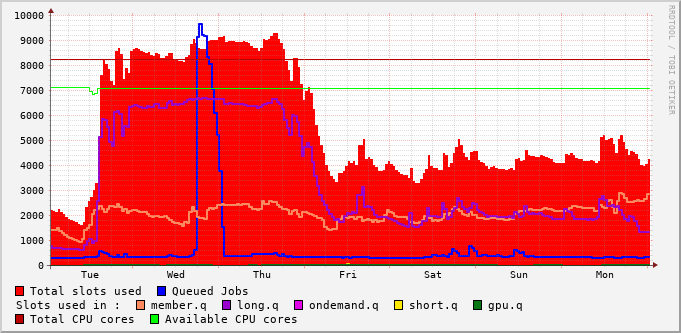 RRDTOOL / TOBI OETIKER
10000
9000
8000
7000
6000
5000
4000
3000
2000
1000
0
Tue Wed Thu Fri Sat Sun Mon
Total slots used Queued Jobs
Slots used in : member.q long.q ondemand.q short.q gpu.q
Total CPU cores Available CPU cores